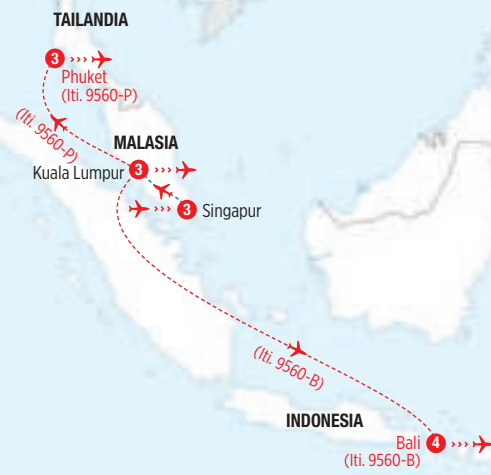 TAILANDIA
3
Phuket
(Iti. 9560-P)
(Iti. 9560-P)
MALASIA
Kuala Lumpur 3
3 Singapur
(Iti. 9560-B)
INDONESIA
Bali 4
(Iti. 9560-B)